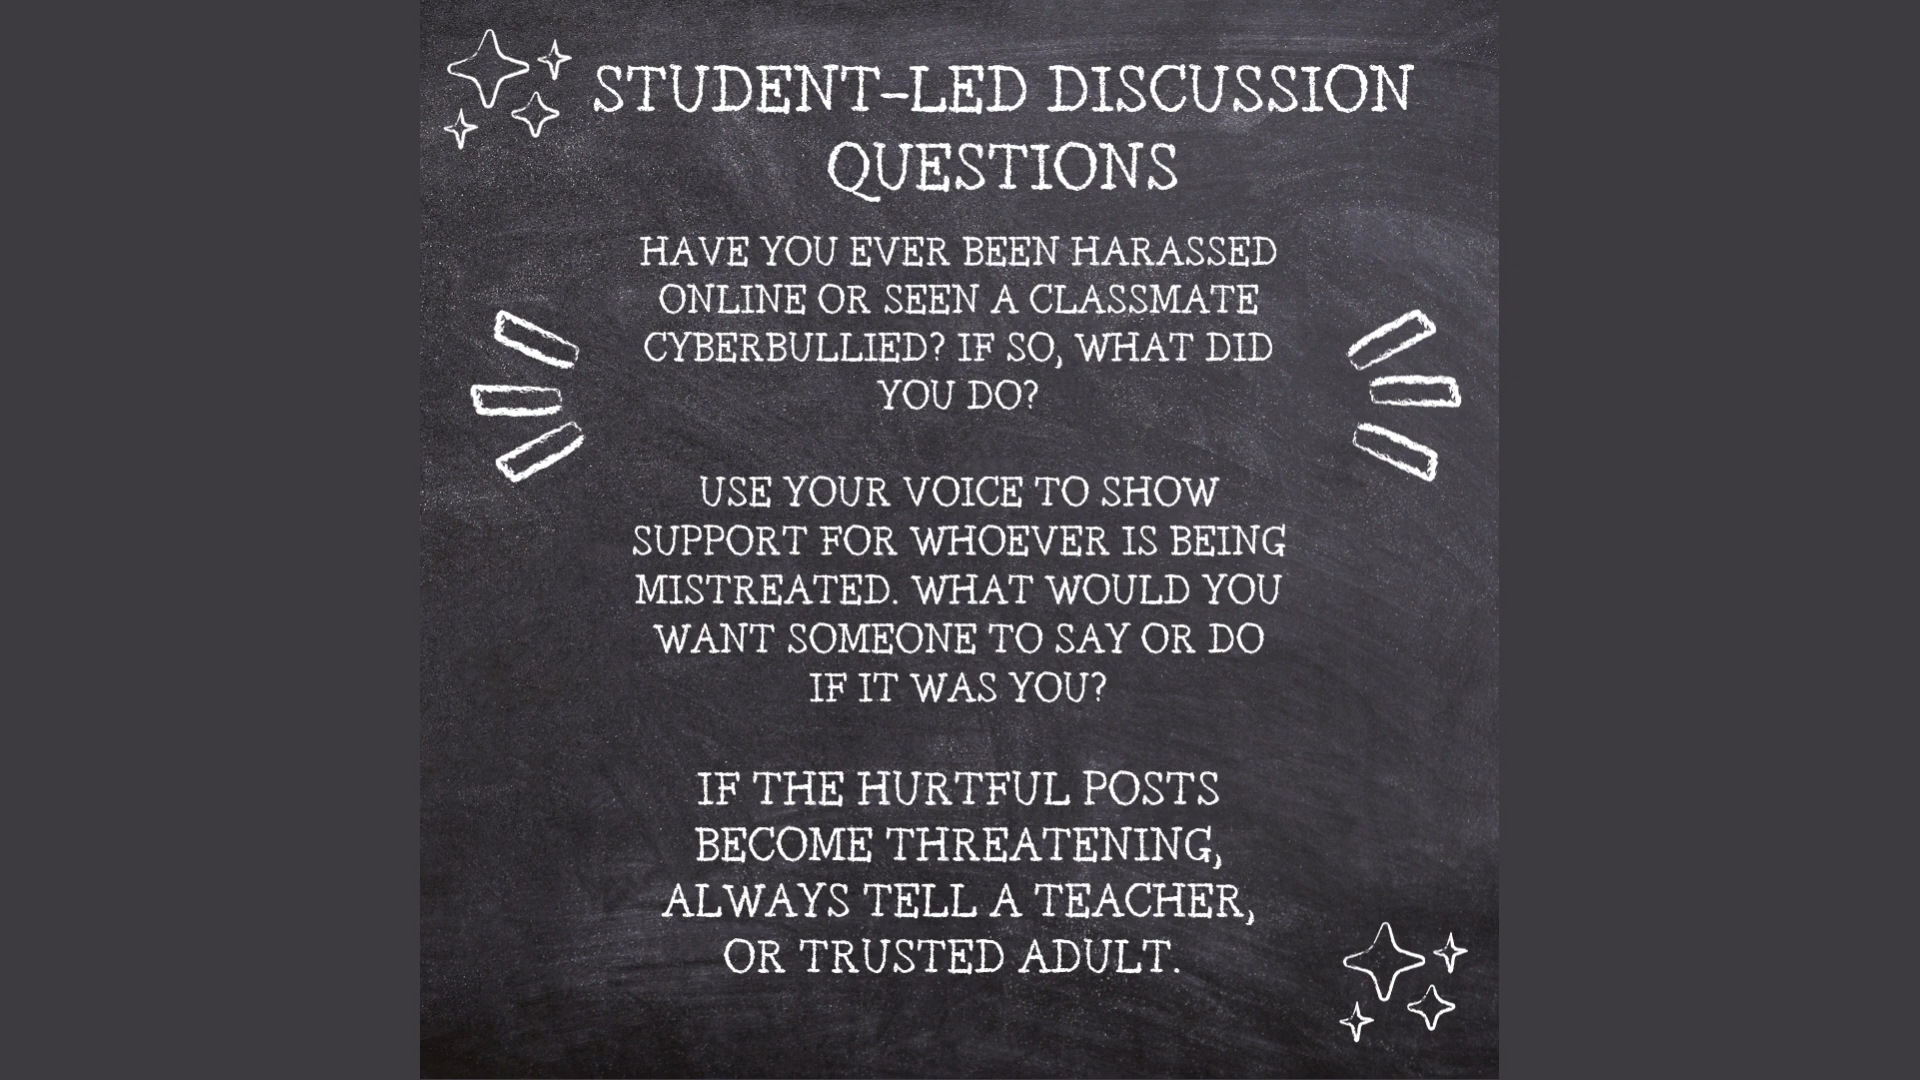 STUDENT-LED DISCUSSION
QUESTIONS
HAVE YOU EVER BEEN HARASSED
ONLINE OR SEEN A CLASSMATE
CYBERBULLIED? IF SO, WHAT DID
YOU DO?
USE YOUR VOICE TO SHOW
SUPPORT FOR WHOEVER IS BEING
MISTREATED. WHAT WOULD YOU
WANT SOMEONE TO SAY OR DO
IF IT WAS YOU?
IF THE HURTFUL POSTS
BECOME THREATENING,
ALWAYS TELL A TEACHER,
OR TRUSTED ADULT.